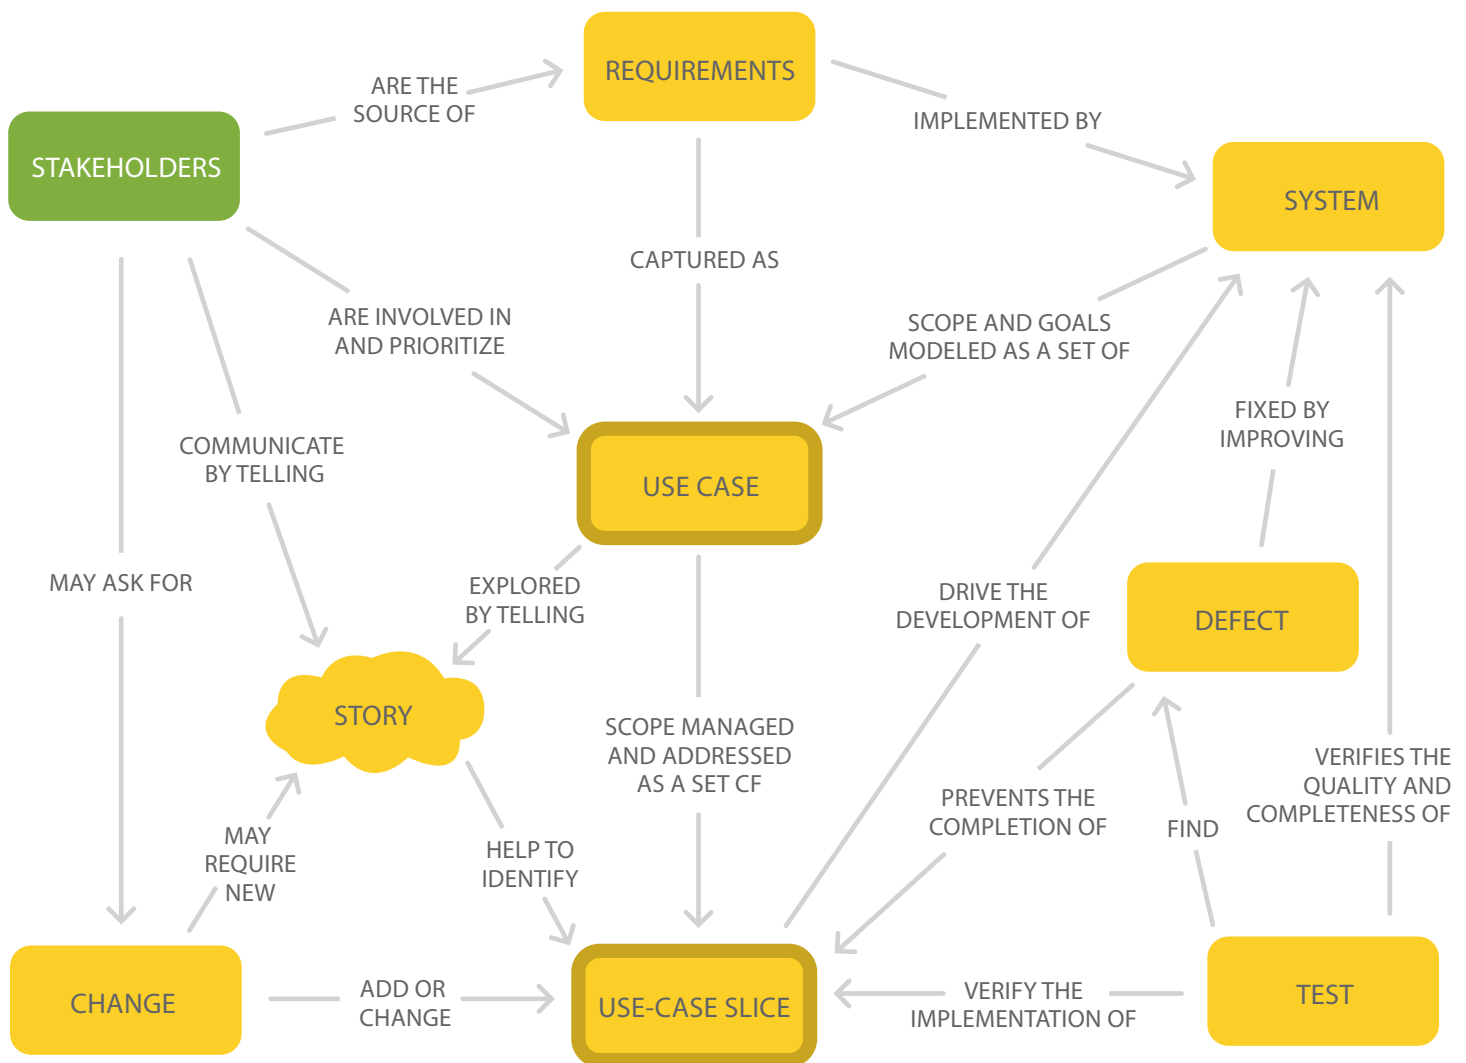 REQUIREMENTS
ARE THE
SOURCE OF
IMPLEMENTED BY
STAKEHOLDERS
SYSTEM
CAPTURED AS
ARE INVOLVED IN
AND PRIORITIZE
SCOPE AND GOALS
MODELED AS A SET OF
FIXED BY
IMPROVING
COMMUNICATE
BY TELLING
USE CASE
MAY ASK FOR
EXPLORED
BY TELLING
DRIVE THE
DEVELOPMENT OF
DEFECT
STORY
SCOPE MANAGED
AND ADDRESSED
AS A SET CF
VERIFIES THE
QUALITY AND
COMPLETENESS OF
PREVENTS THE
COMPLETION OF
FIND
MAY
REQUIRE
NEW
HELP TO
IDENTIFY
CHANGE
ADD OR
CHANGE
USE-CASE SLICE
VERIFY THE
IMPLEMENTATION OF
TEST